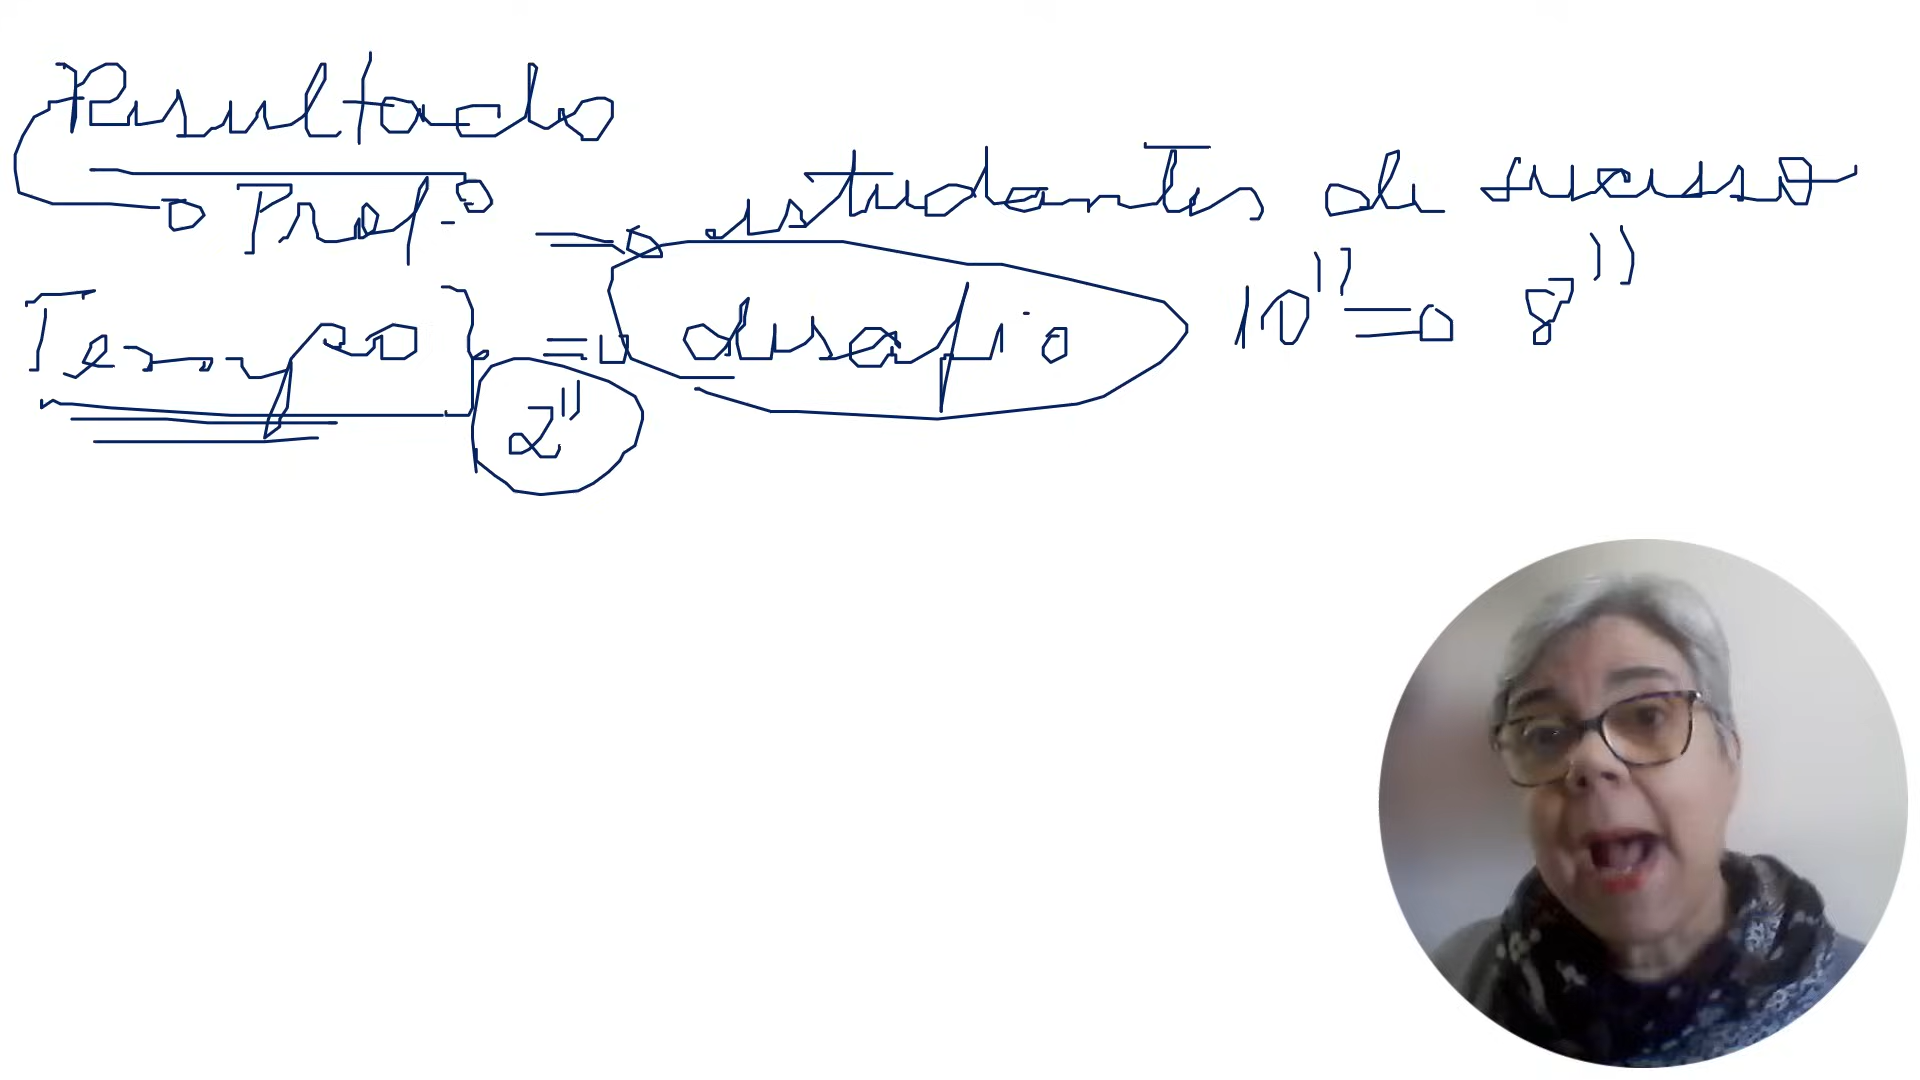 Resultado
Prof.º => estudantes de sucesso
Tempo } => desafio 10" => 8"
2"